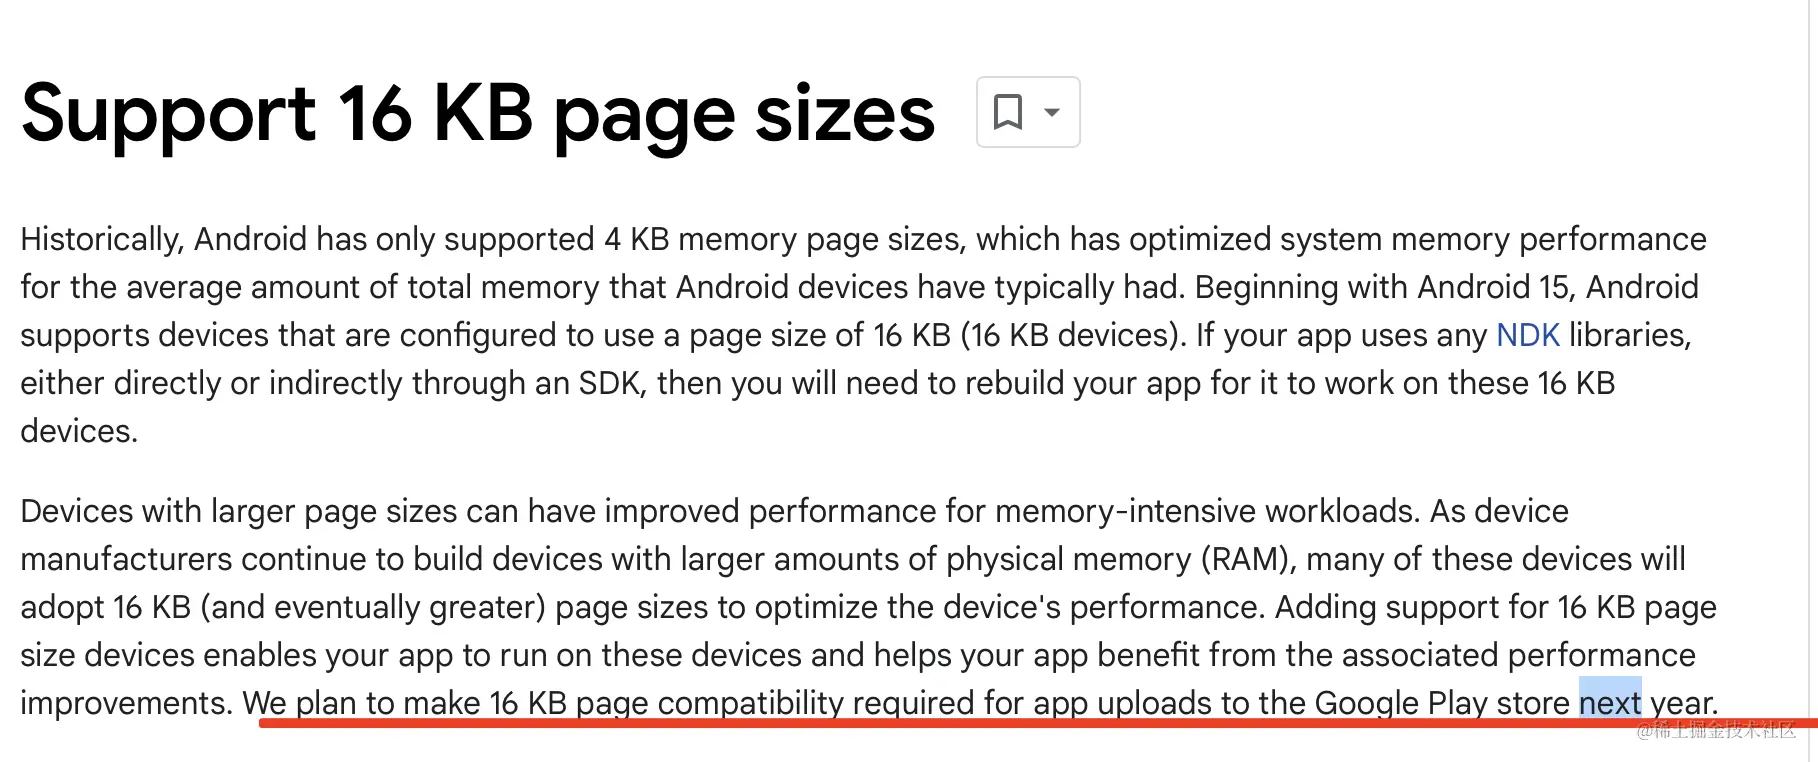 Support 16 KB page sizes
Historically, Android has only supported 4 KB memory page sizes, which has optimized system memory performance
for the average amount of total memory that Android devices have typically had. Beginning with Android 15, Android
supports devices that are configured to use a page size of 16 KB (16 KB devices). If your app uses any NDK libraries,
either directly or indirectly through an SDK, then you will need to rebuild your app for it to work on these 16 KB
devices.
Devices with larger page sizes can have improved performance for memory-intensive workloads. As device
manufacturers continue to build devices with larger amounts of physical memory (RAM), many of these devices will
adopt 16 KB (and eventually greater) page sizes to optimize the device's performance. Adding support for 16 KB page
size devices enables your app to run on these devices and helps your app benefit from the associated performance
improvements. We plan to make 16 KB page compatibility required for app uploads to the Google Play store next year.
@稀土掘金技术社区